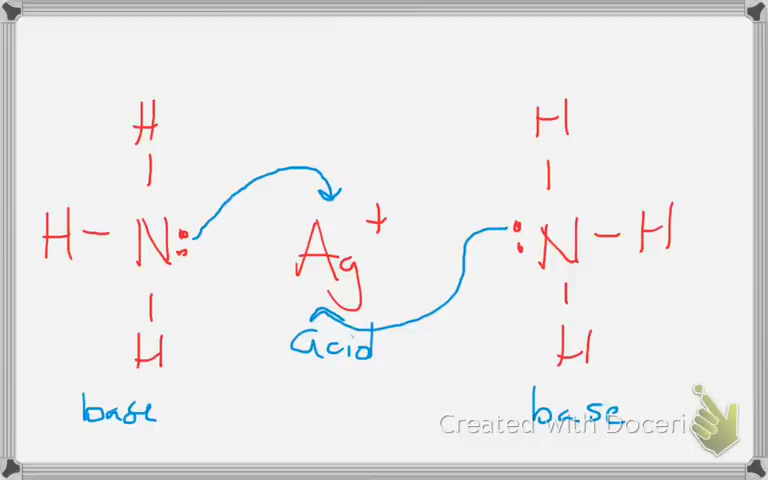 H H
H - N : Ag + : N - H
H acid H
base base
Created with Doceri